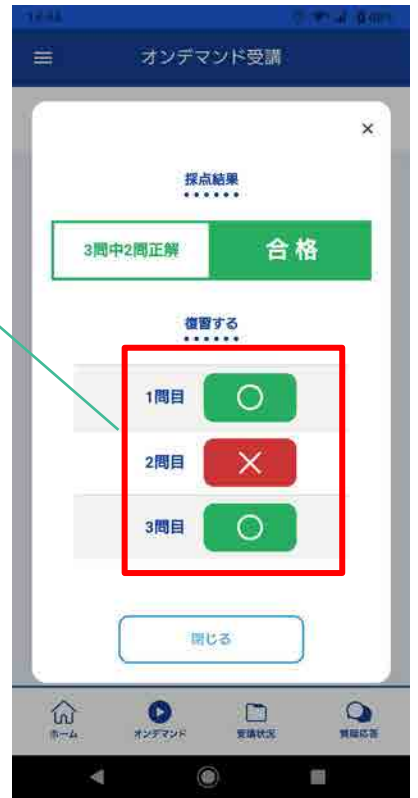 オンデマンド受講
×
採点結果
3問中2問正解
合格
復習する
1問目
2問目
3問目
閉じる
ホーム
オンデマンド
受講状況
質疑応答